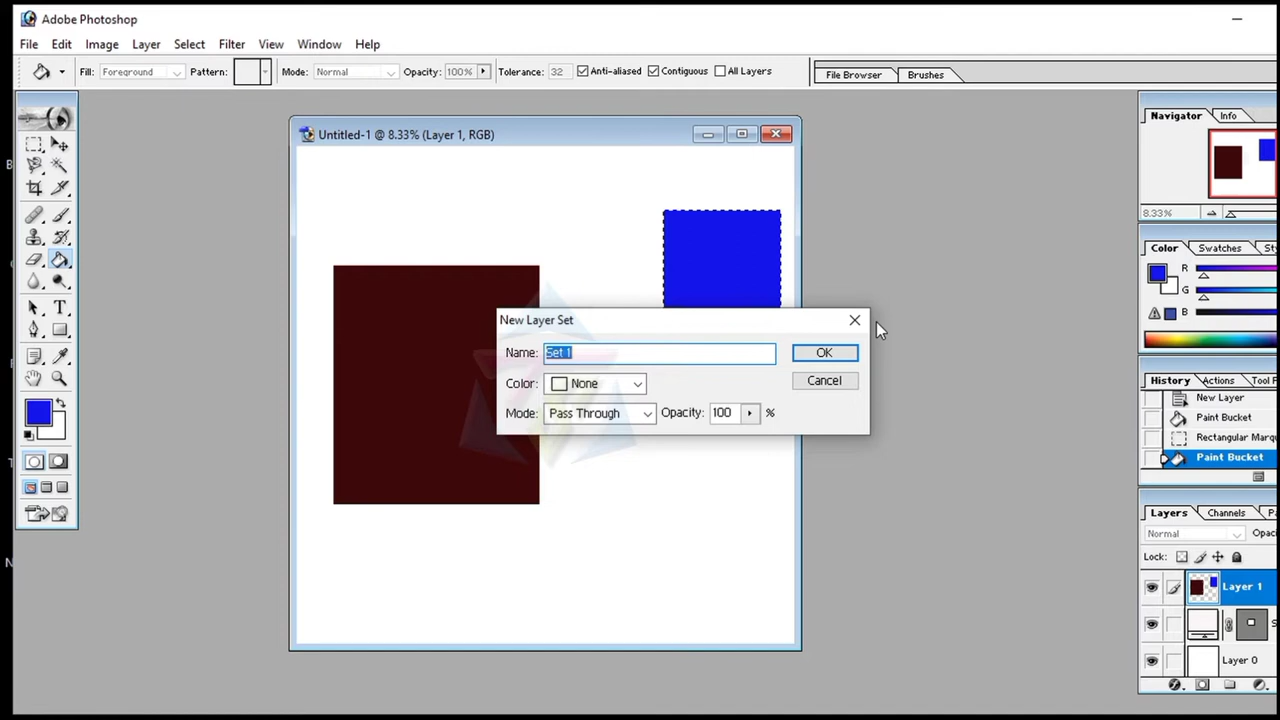 Adobe Photoshop
File Edit Image Layer Select Filter View Window Help
Fill: Foreground Pattern: Mode: Normal Opacity: 100% Tolerance: 32 Anti-aliased Contiguous All Layers File Browser Brushes
Untitled-1 @ 8.33% (Layer 1, RGB)
Navigator Info
8.33%
Color Swatches
R
G
B
New Layer Set
Name: Set 1 OK
Color: None Cancel
Mode: Pass Through Opacity: 100 %
History Actions Tool
New Layer
Paint Bucket
Rectangular
Paint Bucket
Layers Channels
Normal
Lock:
Layer 1
Layer 0